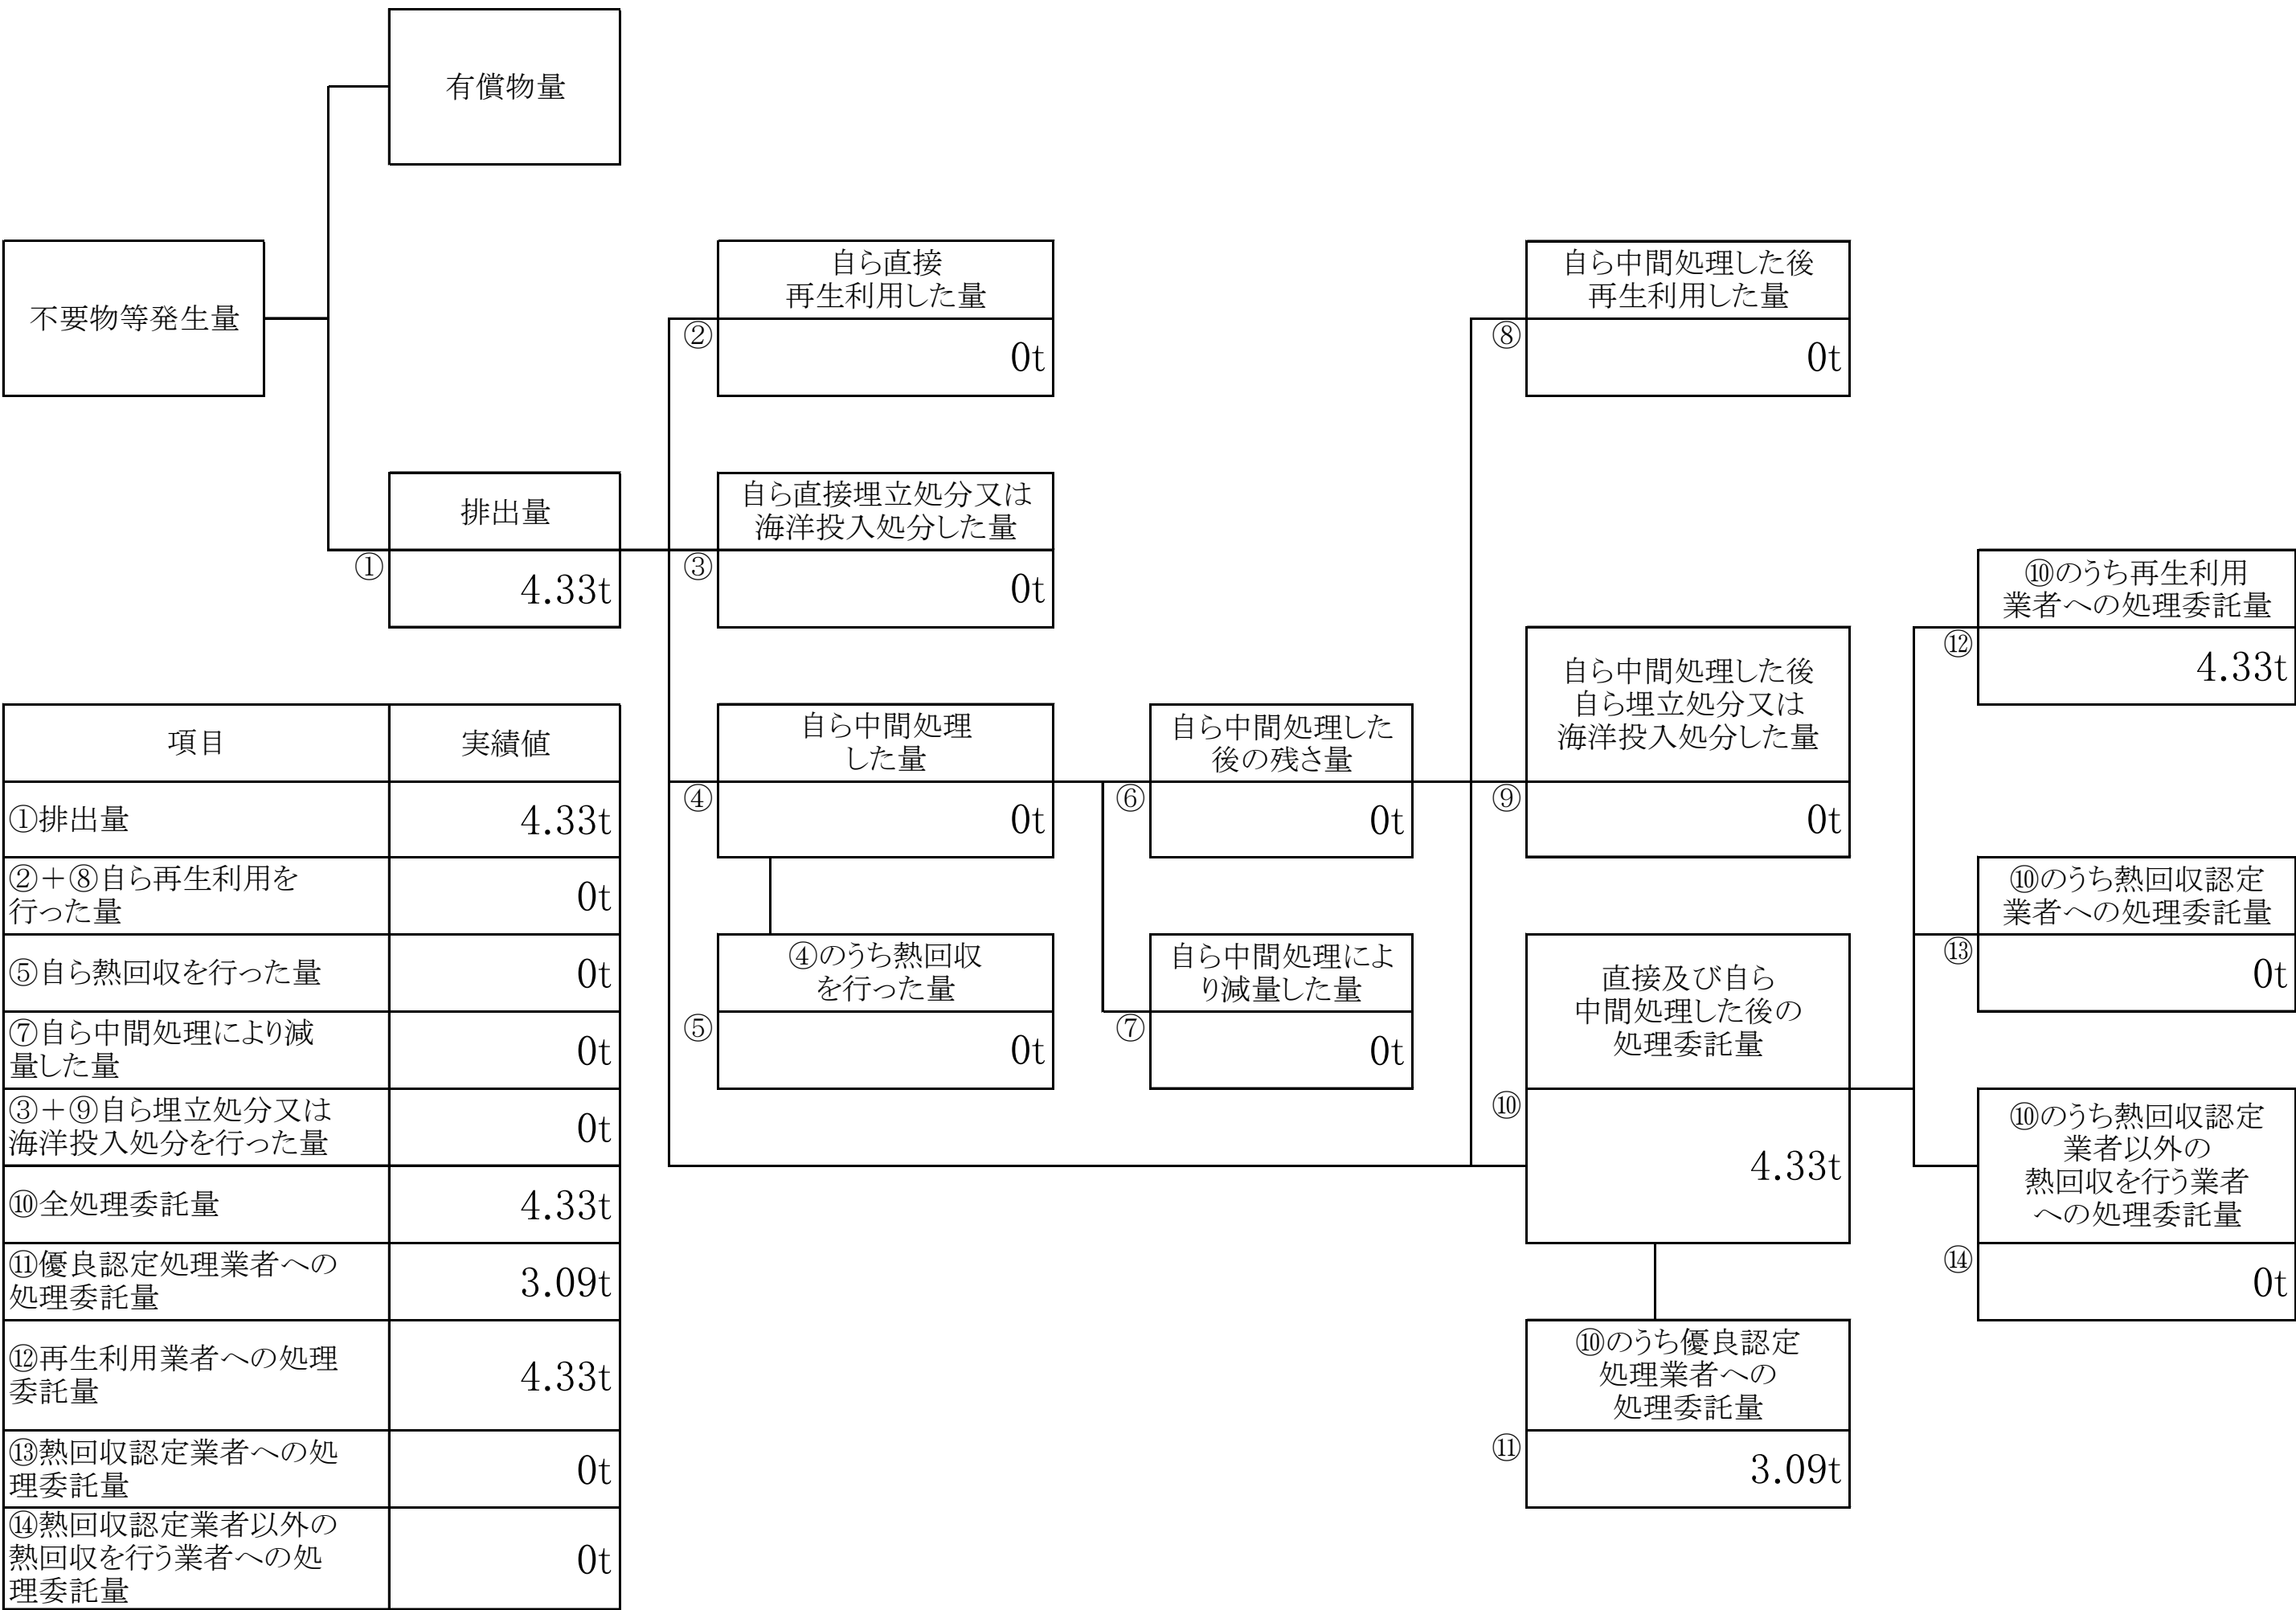 有償物量
不要物等発生量
排出量
①
4.33t
自ら直接
再生利用した量
②
0t
自ら直接埋立処分又は
海洋投入処分した量
③
0t
自ら中間処理
した量
④
0t
④のうち熱回収
を行った量
⑤
0t
自ら中間処理した
後の残さ量
⑥
0t
自ら中間処理によ
り減量した量
⑦
0t
自ら中間処理した後
再生利用した量
⑧
0t
自ら中間処理した後
自ら埋立処分又は
海洋投入処分した量
⑨
0t
直接及び自ら
中間処理した後の
処理委託量
⑩
4.33t
⑩のうち優良認定
処理業者への
処理委託量
⑪
3.09t
⑩のうち再生利用
業者への処理委託量
⑫
4.33t
⑩のうち熱回収認定
業者への処理委託量
⑬
0t
⑩のうち熱回収認定
業者以外の
熱回収を行う業者
への処理委託量
⑭
0t
項目 実績値
①排出量 4.33t
②+⑧自ら再生利用を
行った量 0t
⑤自ら熱回収を行った量 0t
⑦自ら中間処理により減
量した量 0t
③+⑨自ら埋立処分又は
海洋投入処分を行った量 0t
⑩全処理委託量 4.33t
⑪優良認定処理業者への
処理委託量 3.09t
⑫再生利用業者への処理
委託量 4.33t
⑬熱回収認定業者への処
理委託量 0t
⑭熱回収認定業者以外の
熱回収を行う業者への処
理委託量 0t